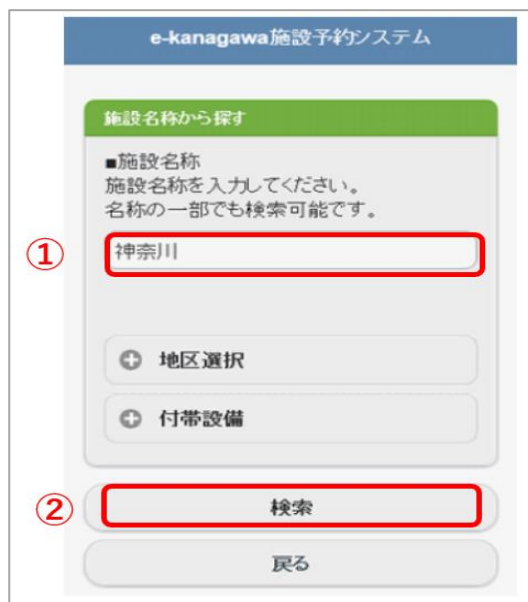 e-kanagawa施設予約システム
施設名称から探す
■施設名称
施設名称を入力してください。
名称の一部でも検索可能です。
①
神奈川
地区選択
付帯設備
②
検索
戻る